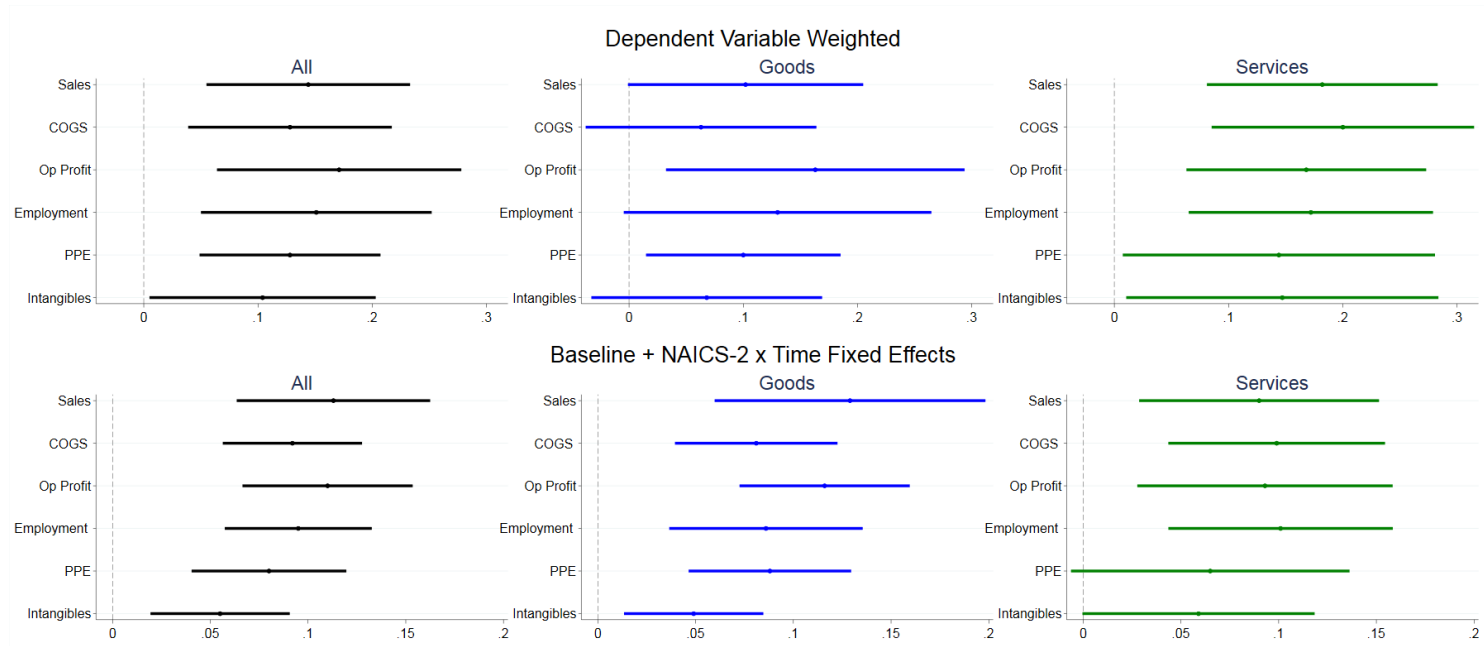 Dependent Variable Weighted
All
Sales
COGS
Op Profit
Employment
PPE
Intangibles
0 .1 .2 .3
Goods
Sales
COGS
Op Profit
Employment
PPE
Intangibles
0 .1 .2 .3
Services
Sales
COGS
Op Profit
Employment
PPE
Intangibles
0 .1 .2 .3
Baseline + NAICS-2 x Time Fixed Effects
All
Sales
COGS
Op Profit
Employment
PPE
Intangibles
0 .05 .1 .15 .2
Goods
Sales
COGS
Op Profit
Employment
PPE
Intangibles
0 .05 .1 .15 .2
Services
Sales
COGS
Op Profit
Employment
PPE
Intangibles
0 .05 .1 .15 .2